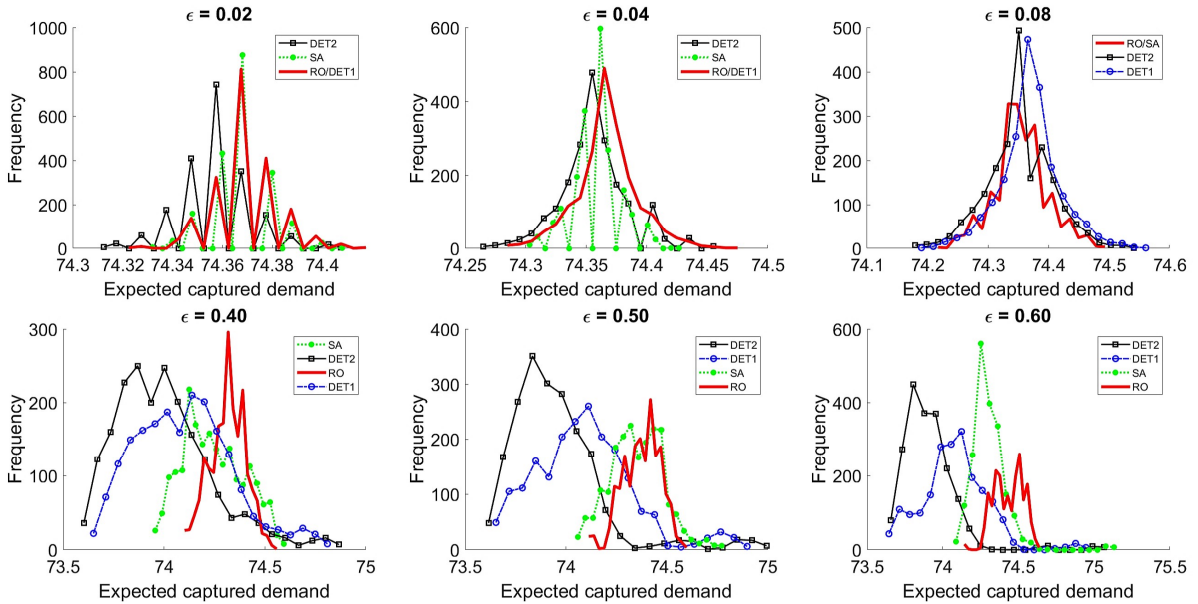 ϵ = 0.02
Frequency
1000
800
600
400
200
0
74.3 74.32 74.34 74.36 74.38 74.4
Expected captured demand
DET2
SA
RO/DET1
ϵ = 0.04
Frequency
600
400
200
0
74.25 74.3 74.35 74.4 74.45 74.5
Expected captured demand
DET2
SA
RO/DET1
ϵ = 0.08
Frequency
500
400
300
200
100
0
74.1 74.2 74.3 74.4 74.5 74.6
Expected captured demand
RO/SA
DET2
DET1
ϵ = 0.40
Frequency
300
200
100
0
73.5 74 74.5 75
Expected captured demand
SA
DET2
RO
DET1
ϵ = 0.50
Frequency
400
300
200
100
0
73.5 74 74.5 75
Expected captured demand
DET2
DET1
SA
RO
ϵ = 0.60
Frequency
600
400
200
0
73.5 74 74.5 75 75.5
Expected captured demand
DET2
DET1
SA
RO